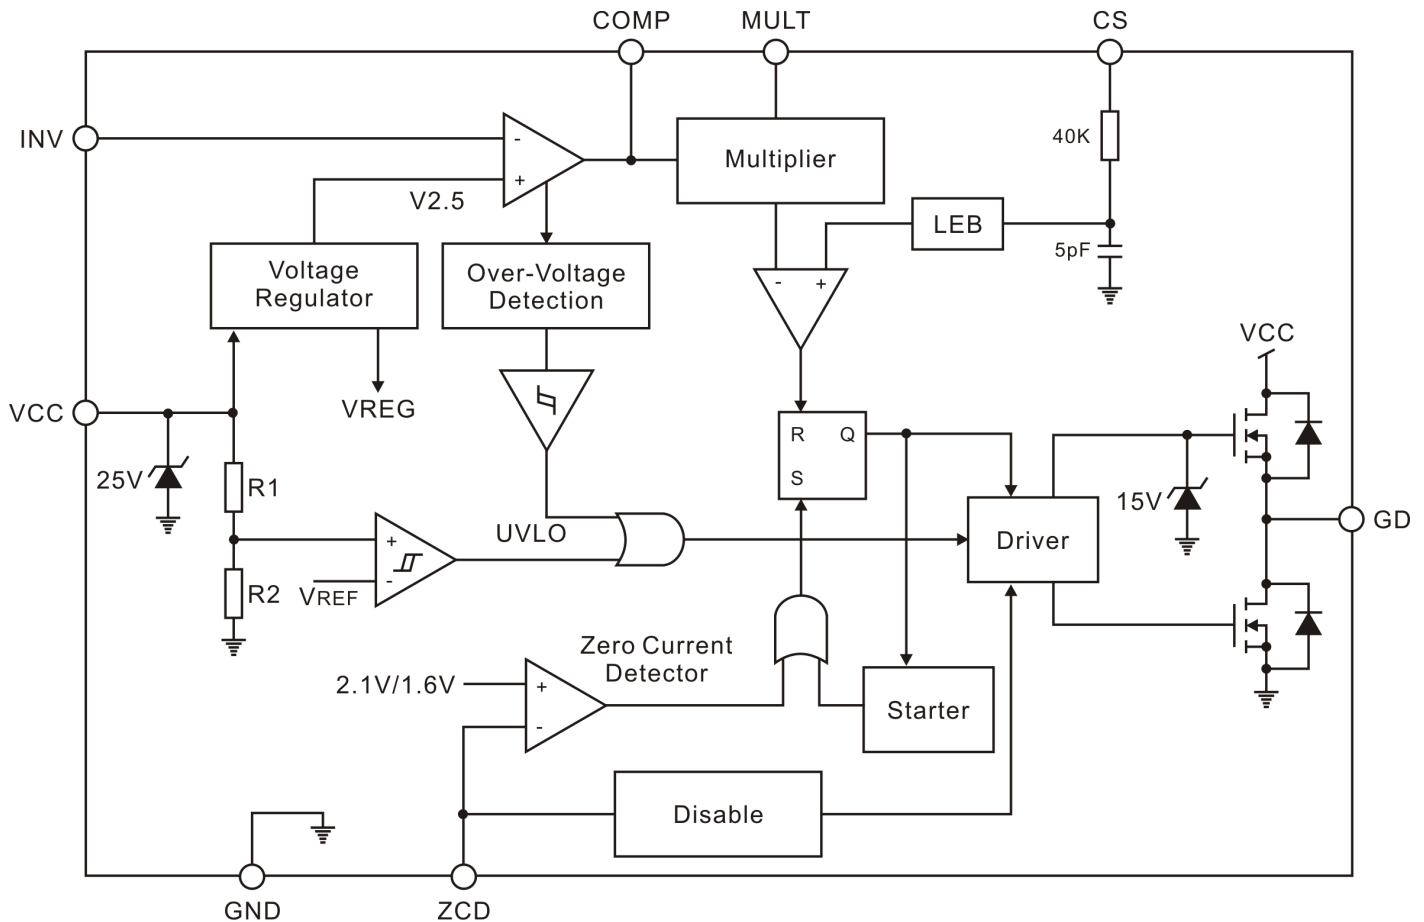 COMP
MULT
CS
INV
-
+
V2.5
Multiplier
40K
LEB
5pF
Voltage
Regulator
Over-Voltage
Detection
-
+
VCC
VREG
VCC
25V
R1
R
Q
S
15V
GD
UVLO
Driver
+
-
VREF
R2
Zero Current
Detector
2.1V/1.6V
+
-
Starter
Disable
GND
ZCD